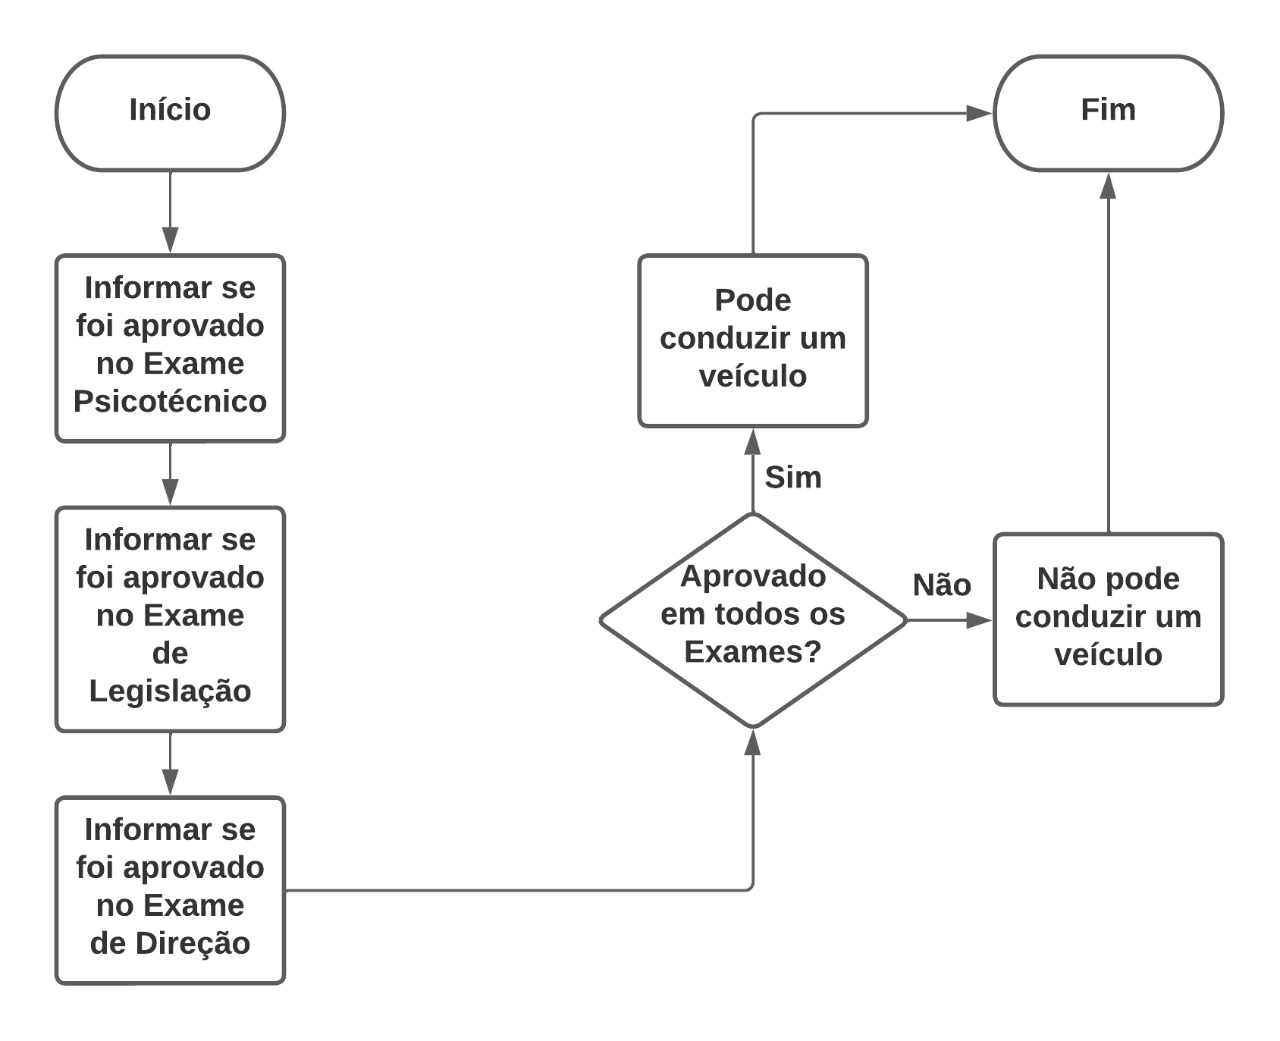 Início
Informar se
foi aprovado
no Exame
Psicotécnico
Informar se
foi aprovado
no Exame
de
Legislação
Informar se
foi aprovado
no Exame
de Direção
Aprovado
em todos os
Exames?
Sim
Pode
conduzir um
veículo
Não
Não pode
conduzir um
veículo
Fim